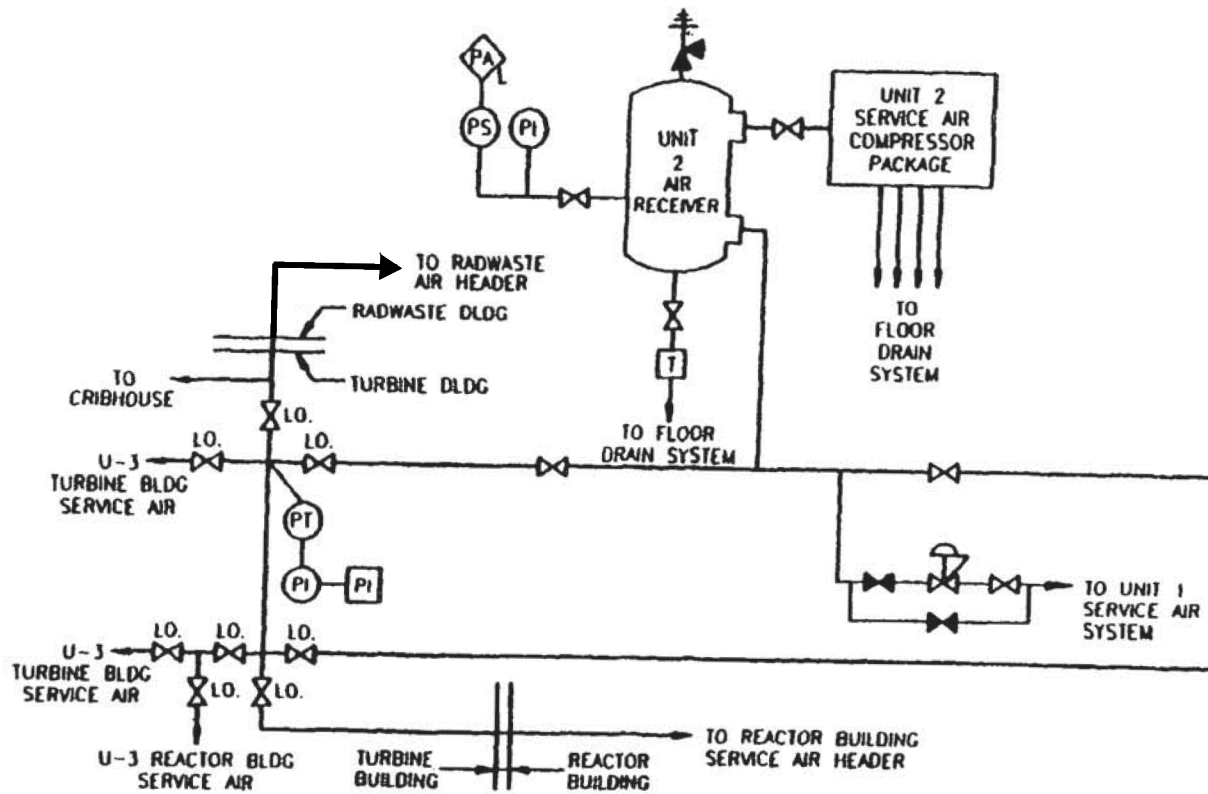 PA
PS
PI
UNIT
2
AIR
RECEIVER
UNIT 2
SERVICE AIR
COMPRESSOR
PACKAGE
TO
FLOOR
DRAIN
SYSTEM
TO RADWASTE
AIR HEADER
RADWASTE DLDG
TURBINE DLDG
TO
CRIBHOUSE
LO.
T
TO FLOOR
DRAIN SYSTEM
LO.
LO.
U-3
TURBINE BLDG
SERVICE AIR
PT
PI
PI
TO UNIT 1
SERVICE AIR
SYSTEM
LO.
LO.
LO.
U-3
TURBINE BLDG
SERVICE AIR
LO.
LO.
U-3 REACTOR BLDG
SERVICE AIR
TURBINE
BUILDING
REACTOR
BUILDING
TO REACTOR BUILDING
SERVICE AIR HEADER